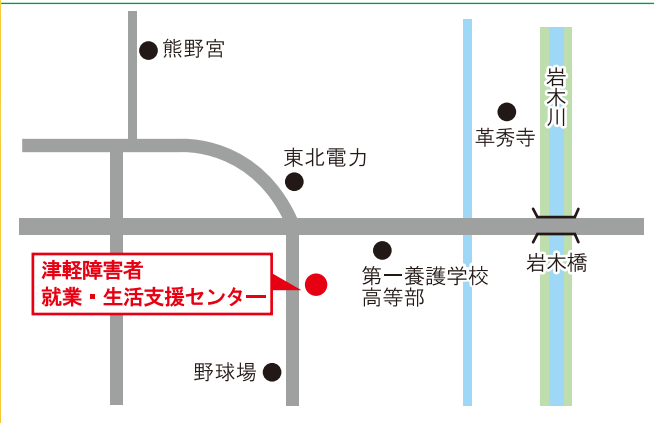 熊野宮
岩木川
革秀寺
東北電力
岩木橋
津軽障害者
就業・生活支援センター
第一養護学校
高等部
野球場